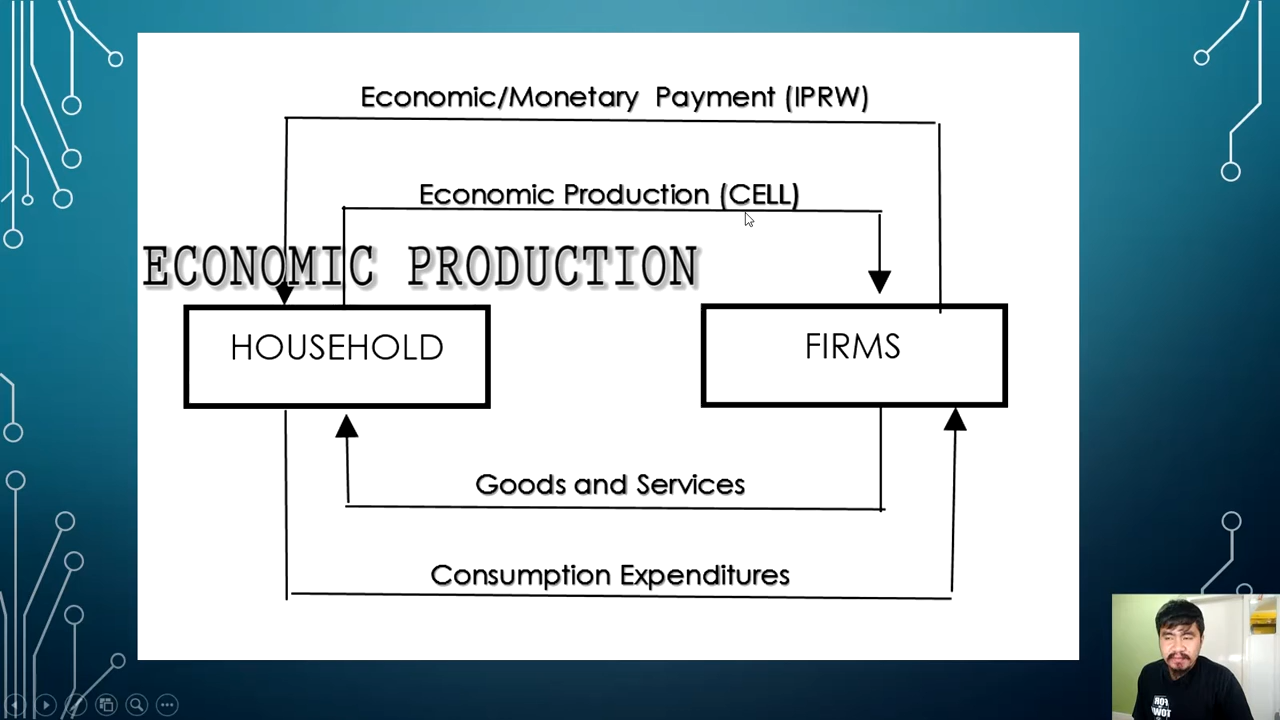 Economic/Monetary Payment (IPRW)
Economic Production (CELL)
ECONOMIC PRODUCTION
HOUSEHOLD
FIRMS
Goods and Services
Consumption Expenditures